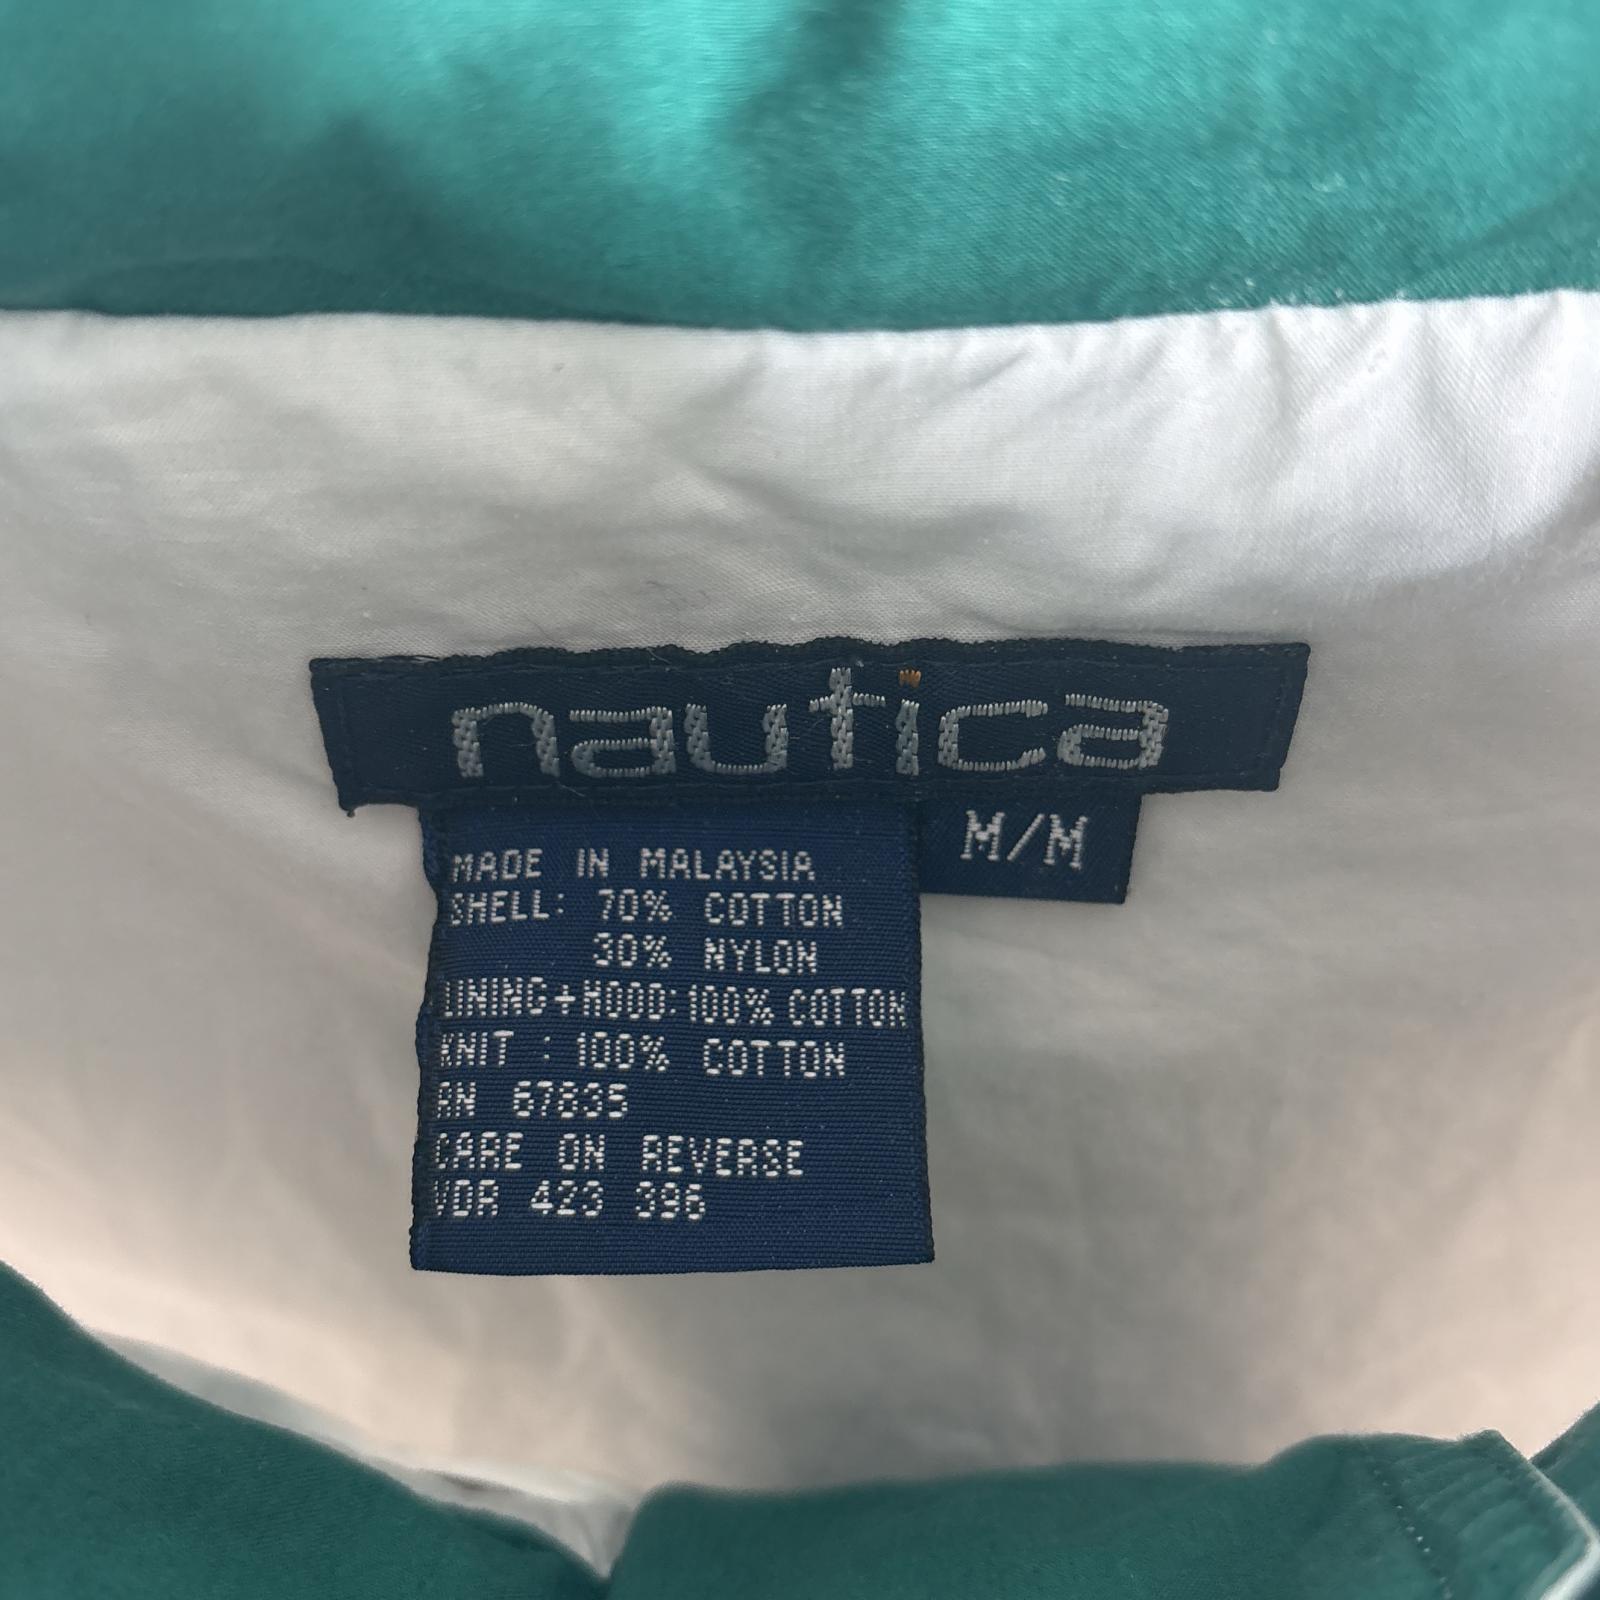 nautica
M/M
MADE IN MALAYSIA
SHELL: 70% COTTON
30% NYLON
LINING+HOOD:100% COTTON
KNIT : 100% COTTON
RN 67835
CARE ON REVERSE
VDR 423 396